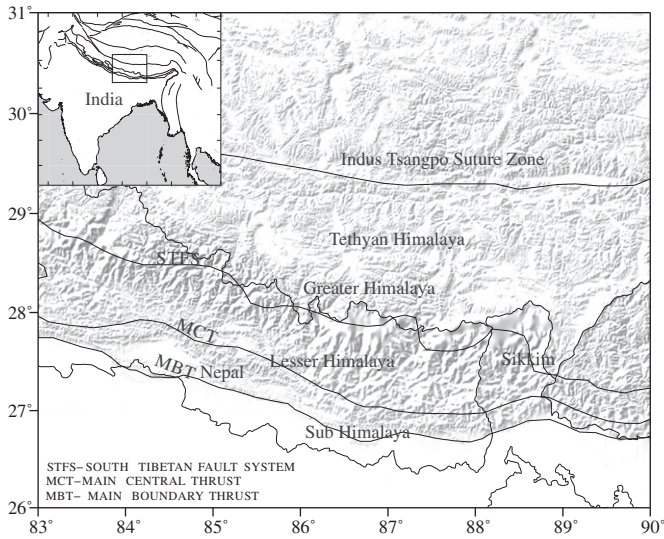 31°
India
30°
Indus Tsangpo Suture Zone
29°
Tethyan Himalaya
STFS
Greater Himalaya
28°
MCT
Lesser Himalaya
Sikkim
MBT Nepal
27°
Sub Himalaya
STFS–SOUTH TIBETAN FAULT SYSTEM
MCT–MAIN CENTRAL THRUST
MBT– MAIN BOUNDARY THRUST
26°
83° 84° 85° 86° 87° 88° 89° 90°